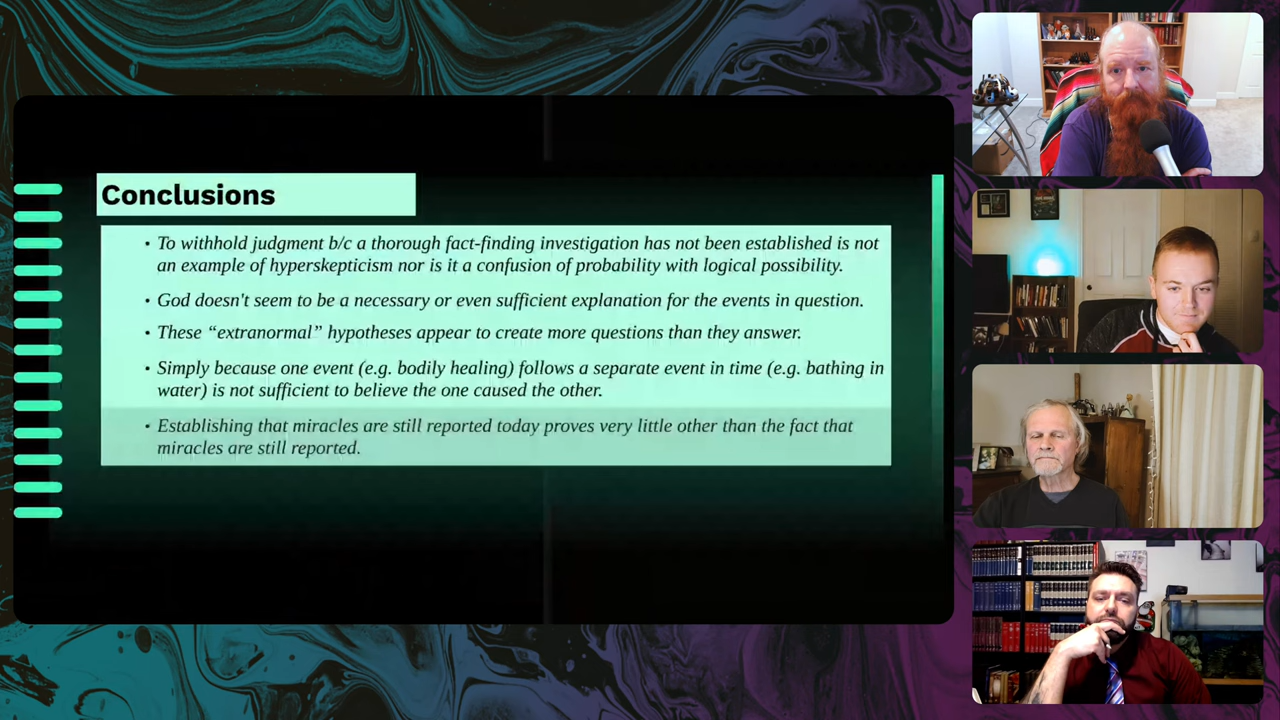 Conclusions
• To withhold judgment b/c a thorough fact-finding investigation has not been established is not
an example of hyperskepticism nor is it a confusion of probability with logical possibility.
• God doesn't seem to be a necessary or even sufficient explanation for the events in question.
• These “extranormal” hypotheses appear to create more questions than they answer.
• Simply because one event (e.g. bodily healing) follows a separate event in time (e.g. bathing in
water) is not sufficient to believe the one caused the other.
• Establishing that miracles are still reported today proves very little other than the fact that
miracles are still reported.